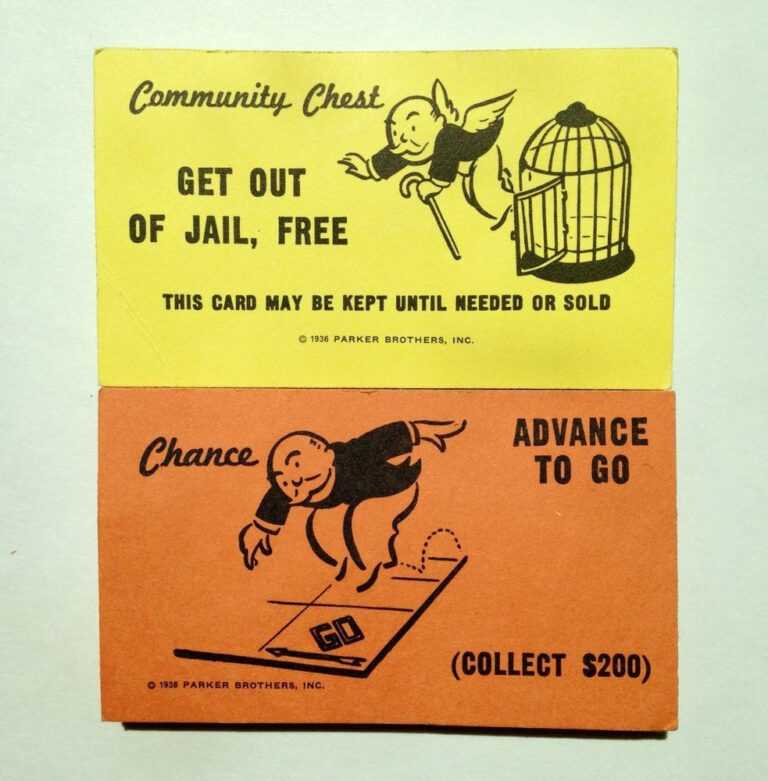 Community Chest
GET OUT
OF JAIL, FREE
THIS CARD MAY BE KEPT UNTIL NEEDED OR SOLD
© 1936 PARKER BROTHERS, INC.
Chance
ADVANCE
TO GO
GO
(COLLECT $200)
© 1936 PARKER BROTHERS, INC.